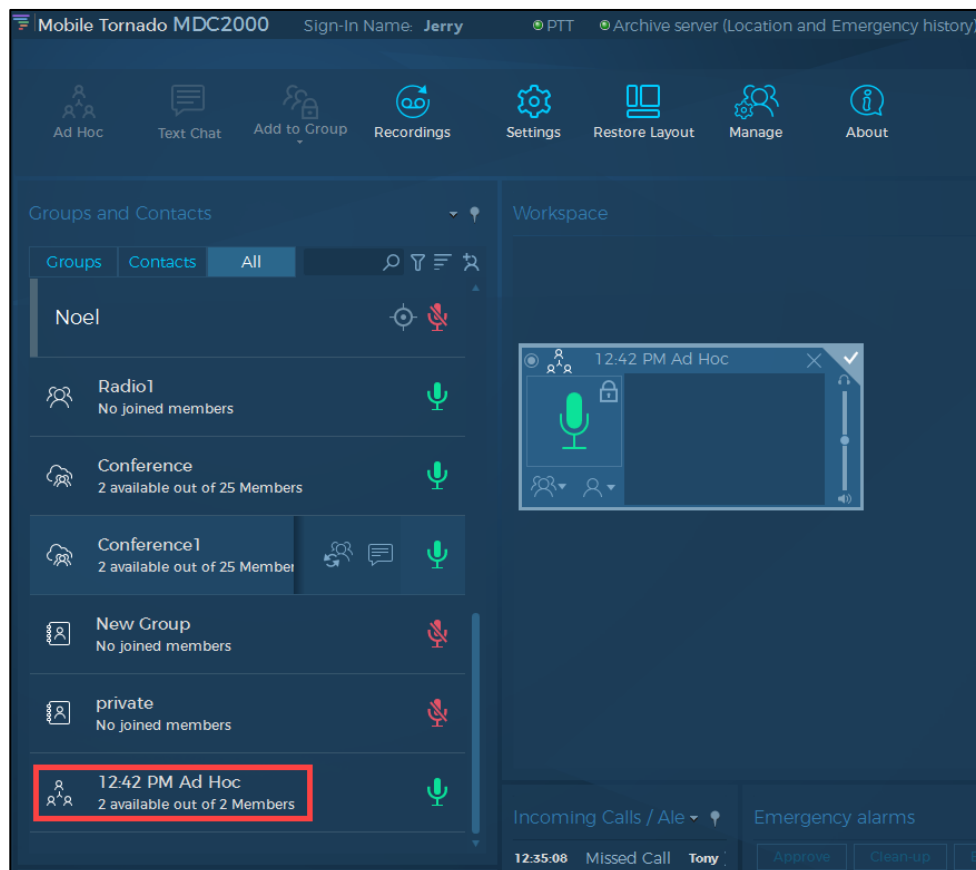 Mobile Tornado MDC2000 Sign-In Name: Jerry PTT Archive server (Location and Emergency history)
Ad Hoc Text Chat Add to Group Recordings Settings Restore Layout Manage About
Groups and Contacts
Groups Contacts All
Noel
Radio1
No joined members
Conference
2 available out of 25 Members
Conference1
2 available out of 25 Member
New Group
No joined members
private
No joined members
12:42 PM Ad Hoc
2 available out of 2 Members
Workspace
12:42 PM Ad Hoc
Incoming Calls / Ale
12:35:08 Missed Call Tony
Emergency alarms
Approve Clean-up